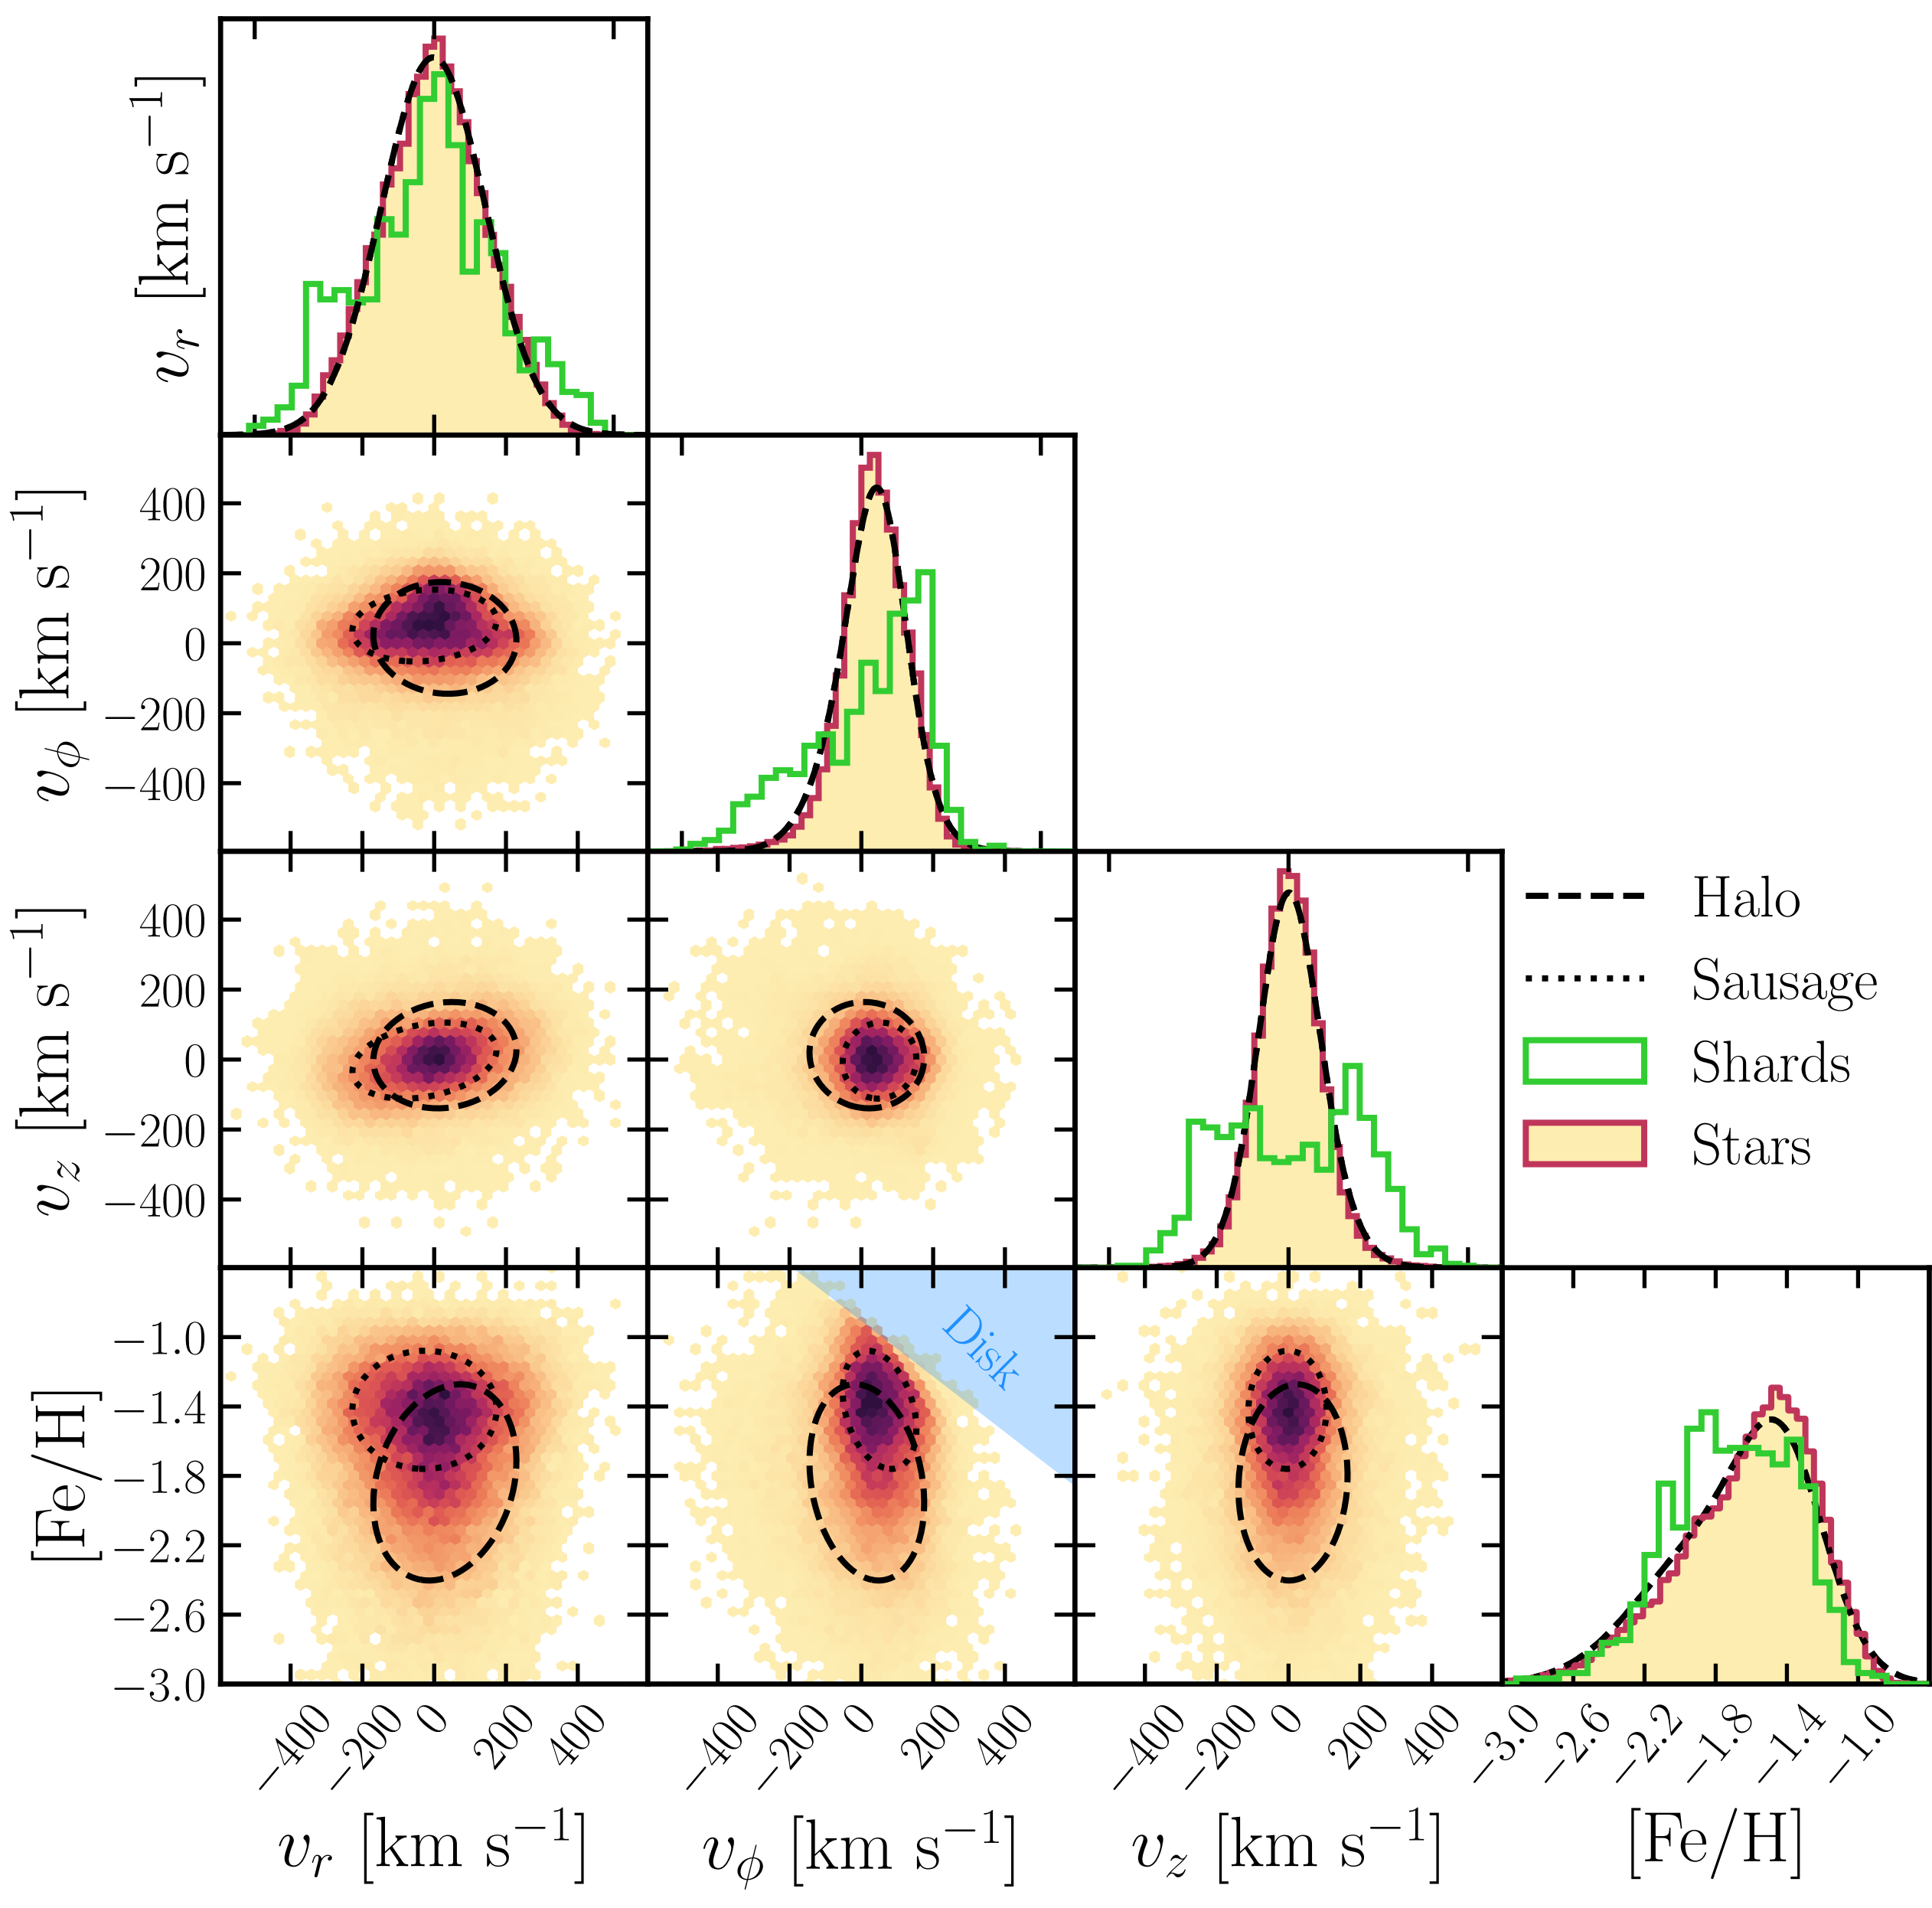 v_r [km s⁻¹]
v_ϕ [km s⁻¹]
400
200
0
−200
−400
v_z [km s⁻¹]
400
200
0
−200
−400
Halo
Sausage
Shards
Stars
[Fe/H]
−1.0
−1.4
−1.8
−2.2
−2.6
−3.0
Disk
−400 −200 0 200 400
−400 −200 0 200 400
−400 −200 0 200 400
−3.0 −2.6 −2.2 −1.8 −1.4 −1.0
v_r [km s⁻¹]
v_ϕ [km s⁻¹]
v_z [km s⁻¹]
[Fe/H]